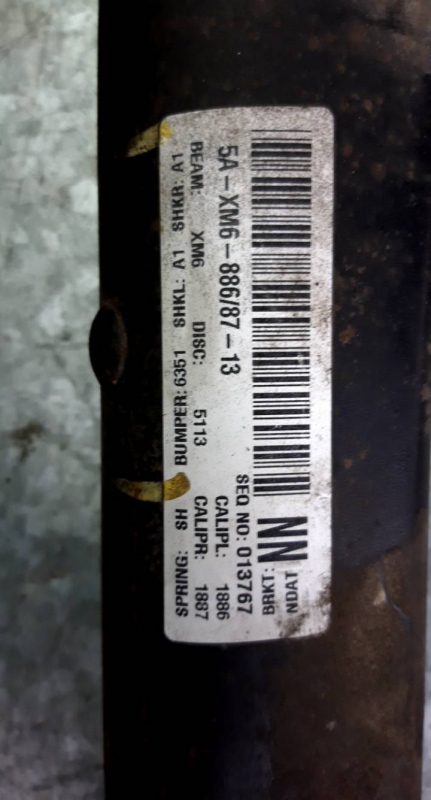 NDAT
BRKT: NN
SEQ NO: 013767
5A-XM6-886/87-13 CALIPL: 1886
BEAM: XM6 DISC: 5113 CALIPR: 1887
SHKR: A1 SHKL: A1 BUMPER: 6351 SPRING: SH